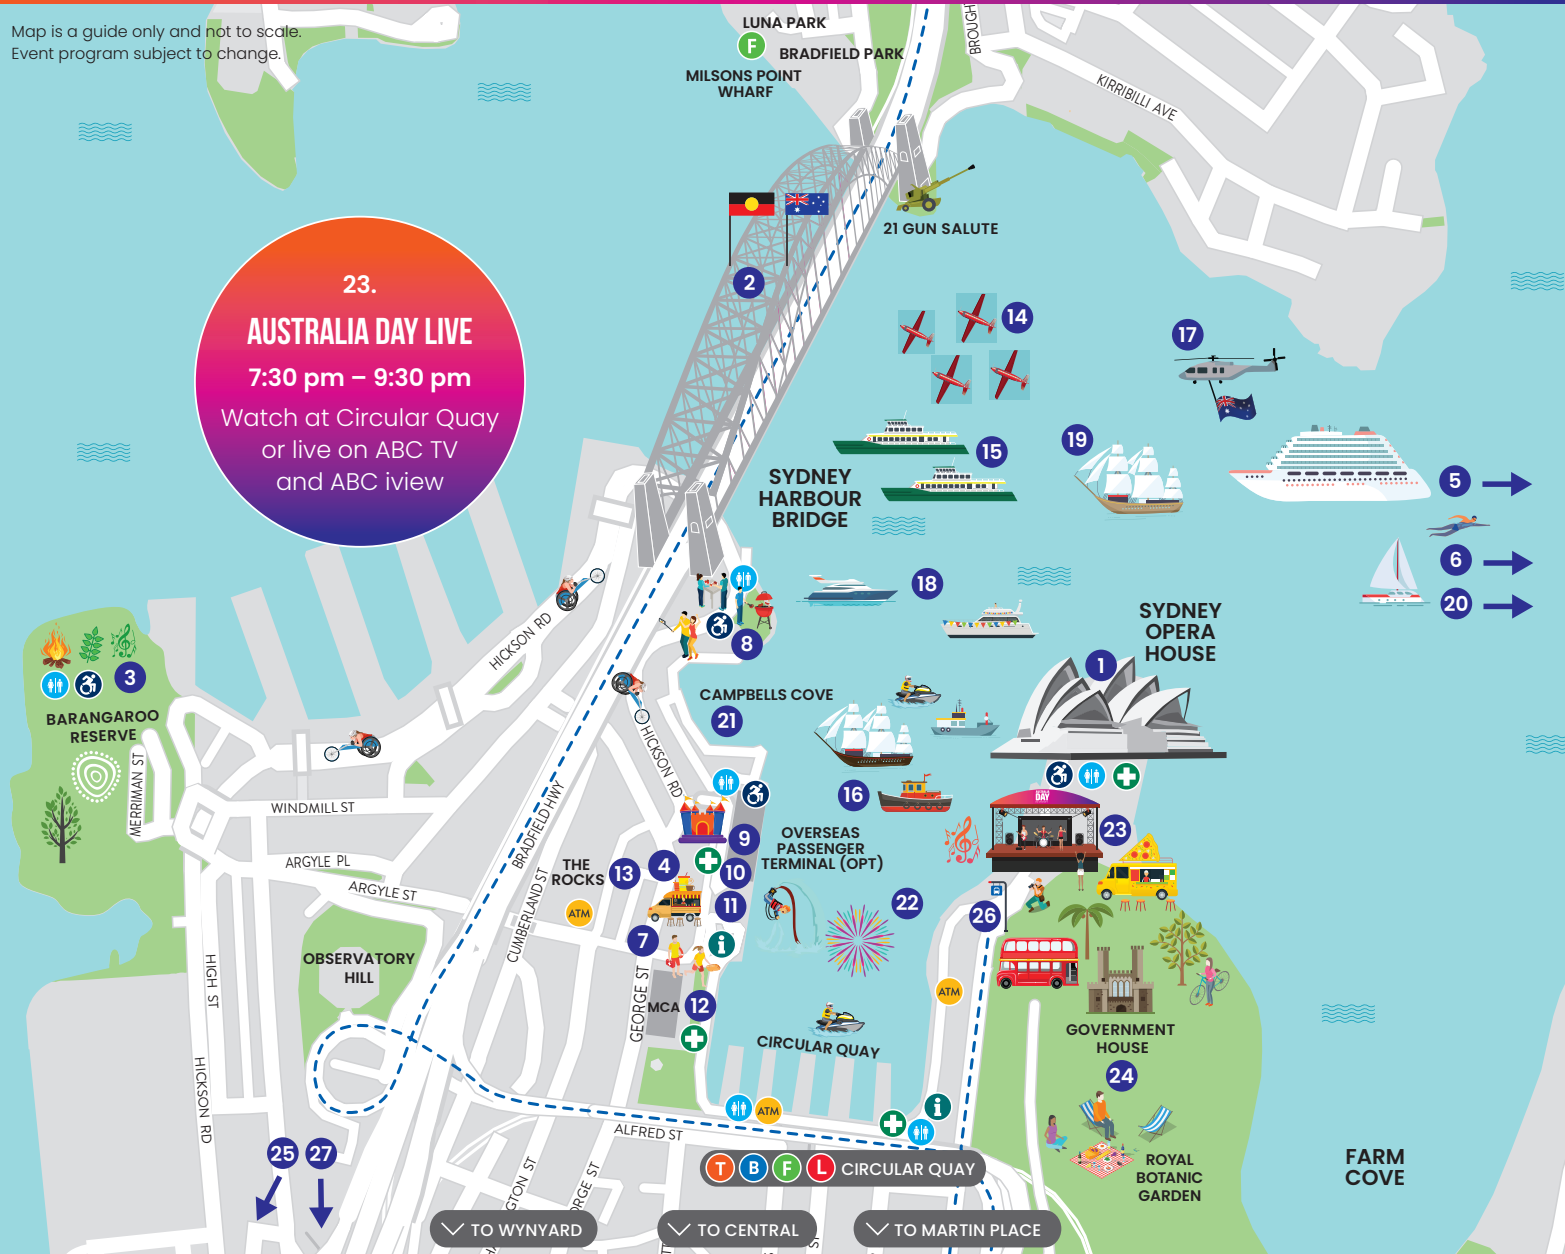 Map is a guide only and not to scale.
Event program subject to change.
LUNA PARK
F
BRADFIELD PARK
MILSONS POINT
WHARF
BROUGH
KIRRIBILLI AVE
21 GUN SALUTE
2
14
17
23.
AUSTRALIA DAY LIVE
7:30 pm – 9:30 pm
Watch at Circular Quay
or live on ABC TV
and ABC iview
15
19
SYDNEY
HARBOUR
BRIDGE
5
6
20
18
SYDNEY
OPERA
HOUSE
1
HICKSON RD
8
3
BARANGAROO
RESERVE
MERRIMAN ST
CAMPBELLS COVE
21
HICKSON RD
16
WINDMILL ST
BRADFIELD HWY
ARGYLE PL
ARGYLE ST
CUMBERLAND ST
THE
ROCKS
13
4
9
10
11
OVERSEAS
PASSENGER
TERMINAL (OPT)
DAY
23
ATM
7
i
22
26
ATM
OBSERVATORY
HILL
HIGH ST
GEORGE ST
MCA
12
CIRCULAR QUAY
GOVERNMENT
HOUSE
24
HICKSON RD
ATM
i
ALFRED ST
25
27
T B F L CIRCULAR QUAY
ROYAL
BOTANIC
GARDEN
FARM
COVE
GTON ST
ORGE ST
ST
TO WYNYARD
TO CENTRAL
TO MARTIN PLACE